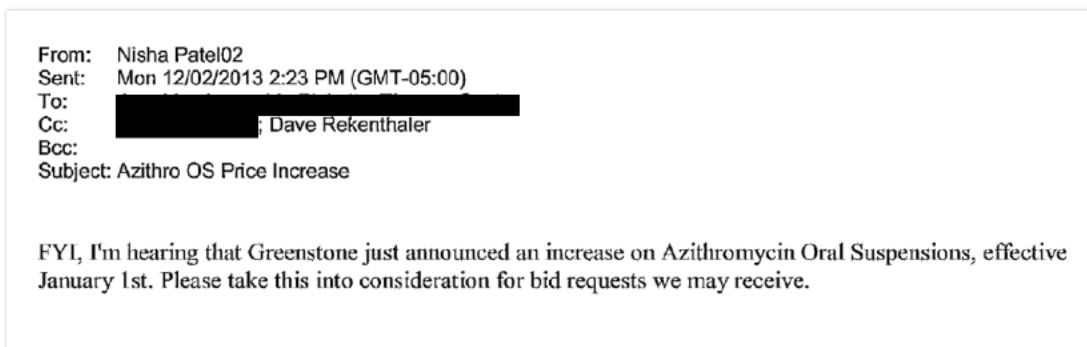 From: Nisha Patel02
Sent: Mon 12/02/2013 2:23 PM (GMT-05:00)
To:
Cc: ; Dave Rekenthaler
Bcc:
Subject: Azithro OS Price Increase
FYI, I'm hearing that Greenstone just announced an increase on Azithromycin Oral Suspensions, effective
January 1st. Please take this into consideration for bid requests we may receive.